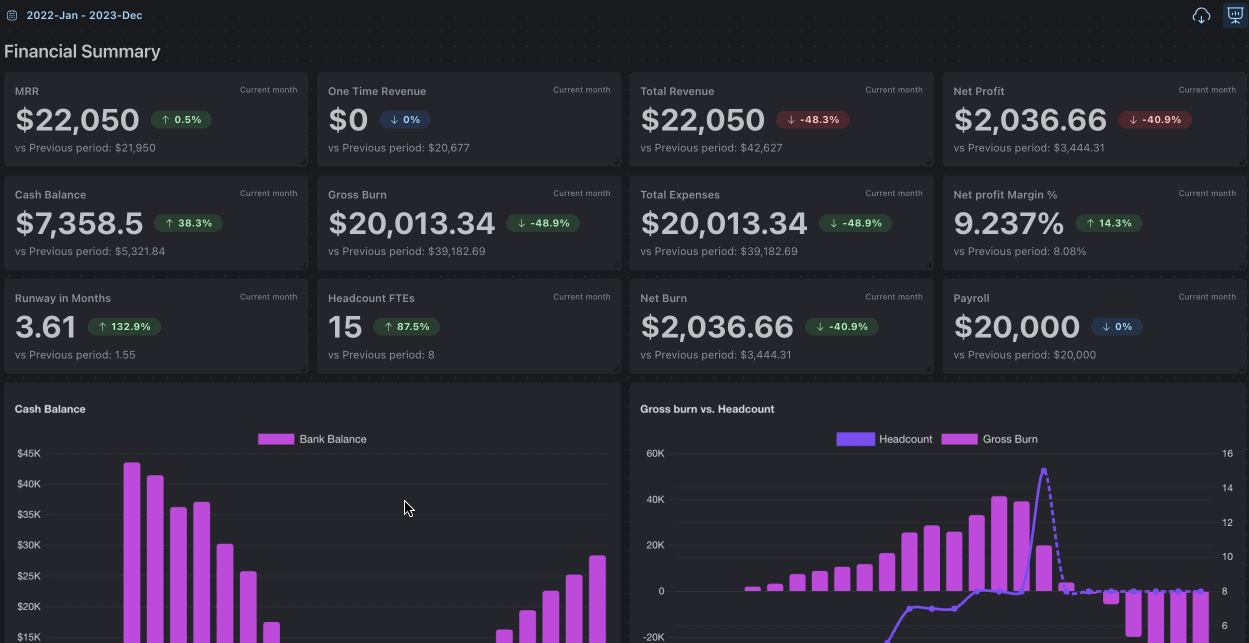 2022-Jan - 2023-Dec
Financial Summary
MRR Current month
$22,050 ↑ 0.5%
vs Previous period: $21,950
One Time Revenue Current month
$0 ↓ 0%
vs Previous period: $20,677
Total Revenue Current month
$22,050 ↓ -48.3%
vs Previous period: $42,627
Net Profit Current month
$2,036.66 ↓ -40.9%
vs Previous period: $3,444.31
Cash Balance Current month
$7,358.5 ↑ 38.3%
vs Previous period: $5,321.84
Gross Burn Current month
$20,013.34 ↓ -48.9%
vs Previous period: $39,182.69
Total Expenses Current month
$20,013.34 ↓ -48.9%
vs Previous period: $39,182.69
Net profit Margin % Current month
9.237% ↑ 14.3%
vs Previous period: 8.08%
Runway in Months Current month
3.61 ↑ 132.9%
vs Previous period: 1.55
Headcount FTEs Current month
15 ↑ 87.5%
vs Previous period: 8
Net Burn Current month
$2,036.66 ↓ -40.9%
vs Previous period: $3,444.31
Payroll Current month
$20,000 ↓ 0%
vs Previous period: $20,000
Cash Balance
Bank Balance
$45K
$40K
$35K
$30K
$25K
$20K
$15K
Gross burn vs. Headcount
Headcount Gross Burn
60K 16
14
40K
12
20K
10
0 8
6
-20K